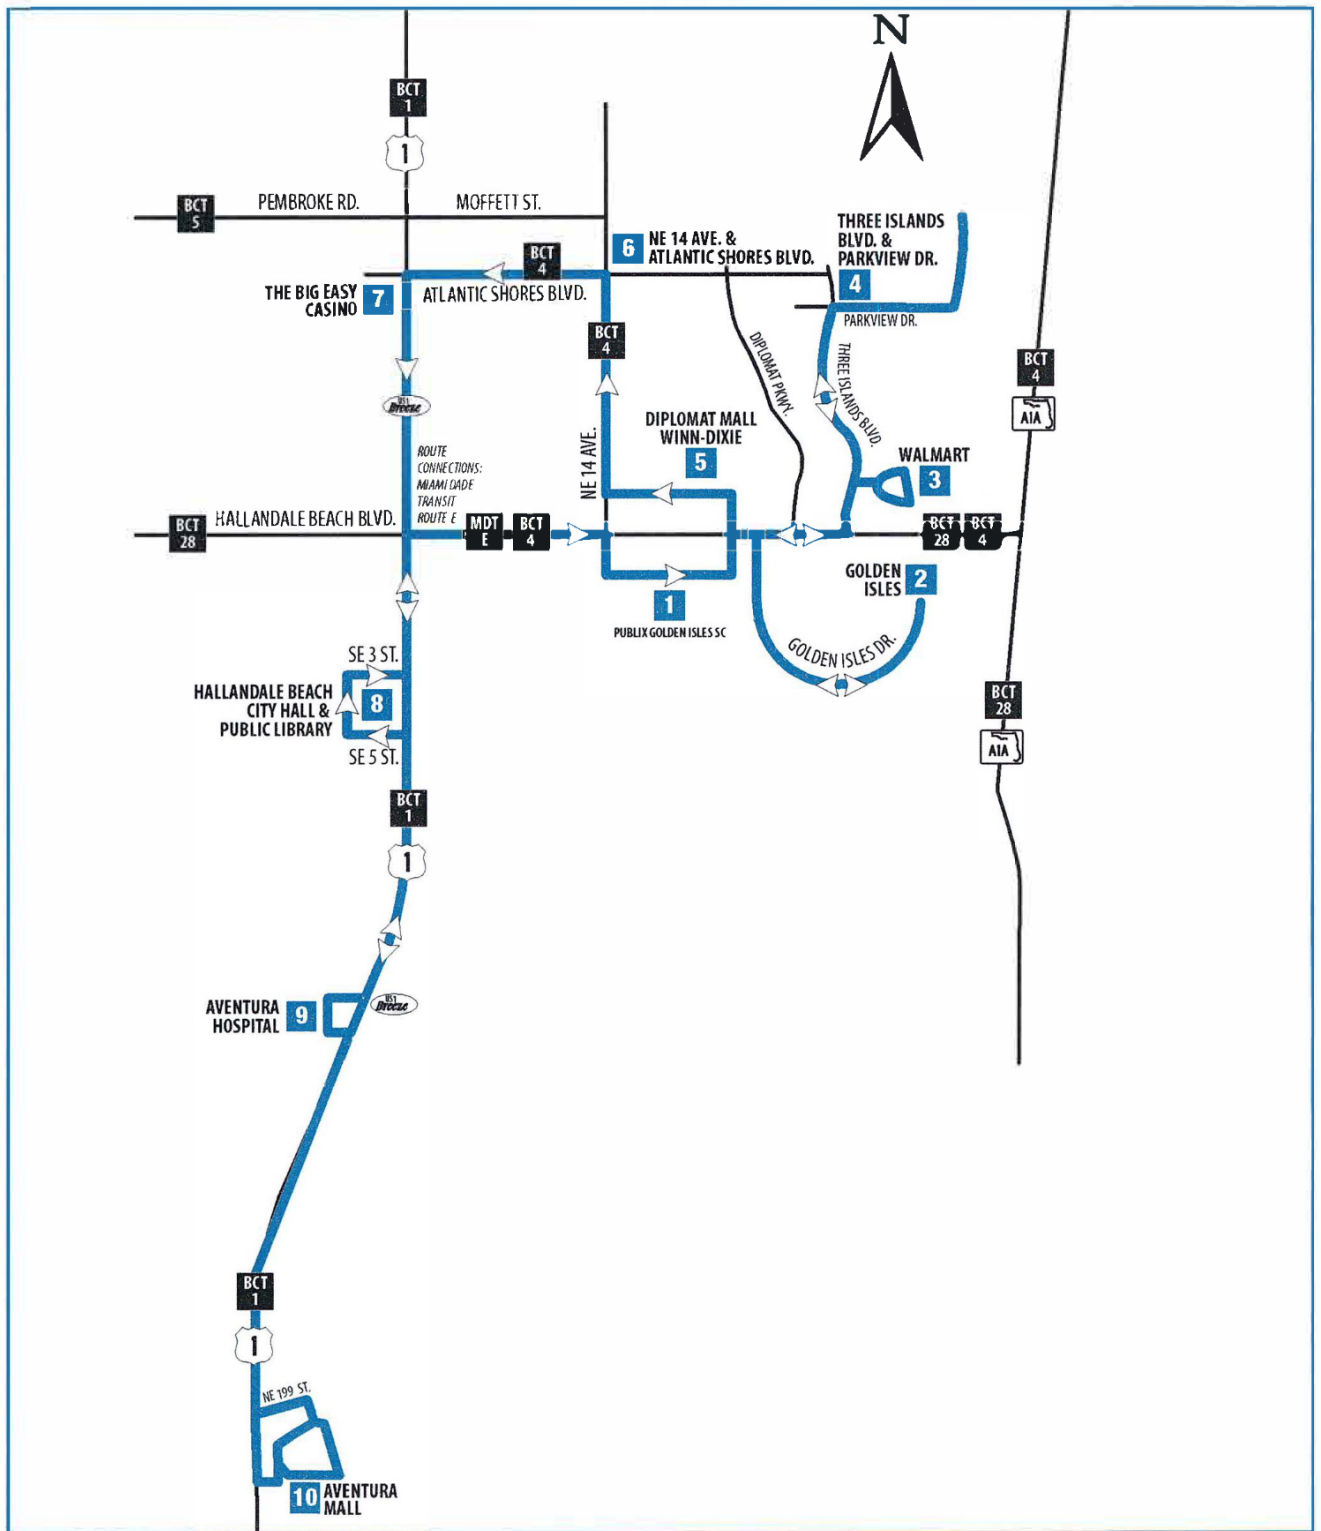 N
BCT
1
1
BCT
5
PEMBROKE RD.
MOFFETT ST.
6
NE 14 AVE. &
ATLANTIC SHORES BLVD.
THREE ISLANDS
BLVD. &
PARKVIEW DR.
4
PARKVIEW DR.
BCT
4
THE BIG EASY
CASINO
7
ATLANTIC SHORES BLVD.
BCT
4
DIPLOMAT PKWY.
THREE ISLANDS BLVD.
BCT
4
A1A
US1
Breeze
ROUTE
CONNECTIONS:
MIAMI DADE
TRANSIT
ROUTE E
NE 14 AVE.
DIPLOMAT MALL
WINN-DIXIE
5
WALMART
3
BCT
28
HALLANDALE BEACH BLVD.
MDT
E
BCT
4
BCT
28
BCT
4
GOLDEN
ISLES
2
1
PUBLIX GOLDEN ISLES SC
GOLDEN ISLES DR.
SE 3 ST.
HALLANDALE BEACH
CITY HALL &
PUBLIC LIBRARY
8
SE 5 ST.
BCT
28
A1A
BCT
1
1
AVENTURA
HOSPITAL
9
US1
Breeze
BCT
1
1
NE 199 ST.
10
AVENTURA
MALL